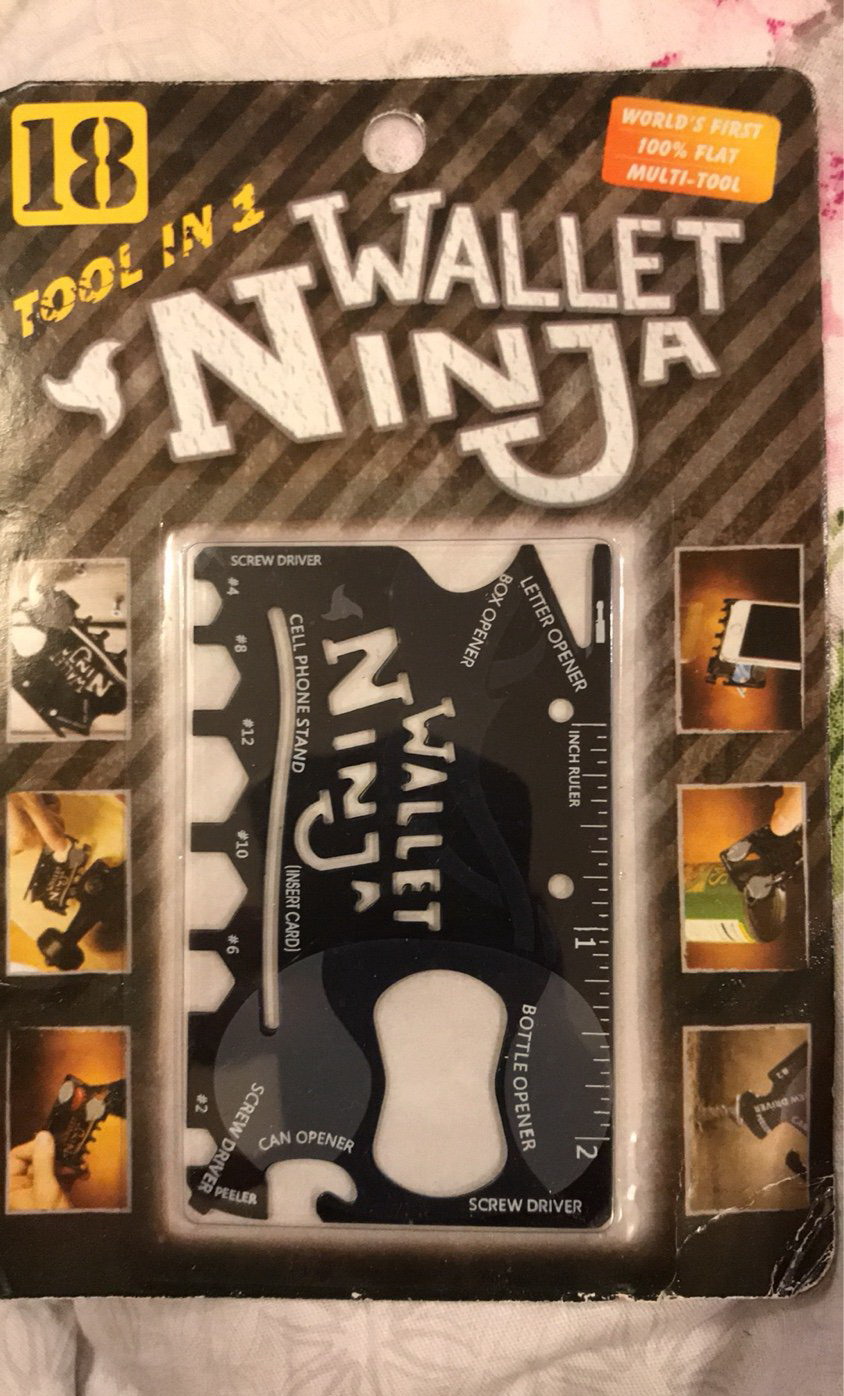 18
TOOL IN 1
WORLD'S FIRST
100% FLAT
MULTI-TOOL
WALLET
NINJA
SCREW DRIVER
#4
#8
#12
#10
#6
#2
CELL PHONE STAND
(INSERT CARD)
WALLET
NINJA
BOX OPENER
LETTER OPENER
INCH RULER
1
2
BOTTLE OPENER
CAN OPENER
SCREW DRIVER
PEELER
SCREW DRIVER